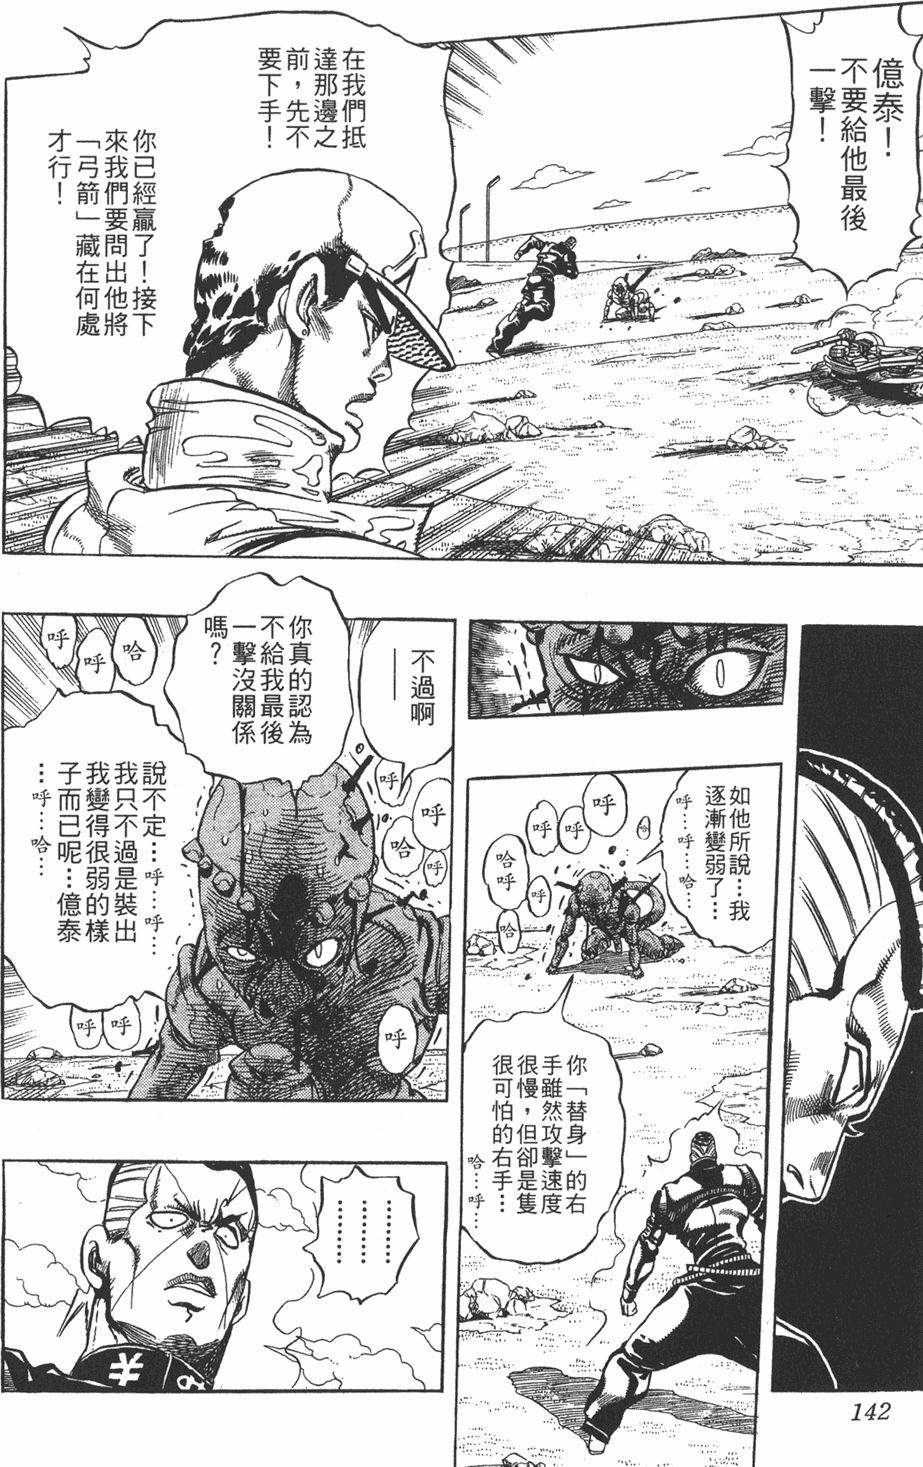 億泰！
不要給他最後
一擊！
在我們抵
達那邊之
前，先不
要下手！
你已經贏了！接下
來我們要問出他將
「弓箭」藏在何處
才行！
如他所說…我
逐漸變弱了…
呼…呼…哈…
哈
呼
呼
呼
哈呼
呼
哈
你「替身」的右
手雖然攻擊速度
很慢，但卻是隻
很可怕的右手…
哈…呼…
不過啊
——
你真的認為
不給我最後
一擊沒關係
嗎？
呼
呼
哈
呼
哈
呼
呼
說不定…呼…呼…
我只不過是裝出
我變得很弱的樣
子而已呢…億泰
…呼…哈…
呼
呼
呼
………
………
………
142